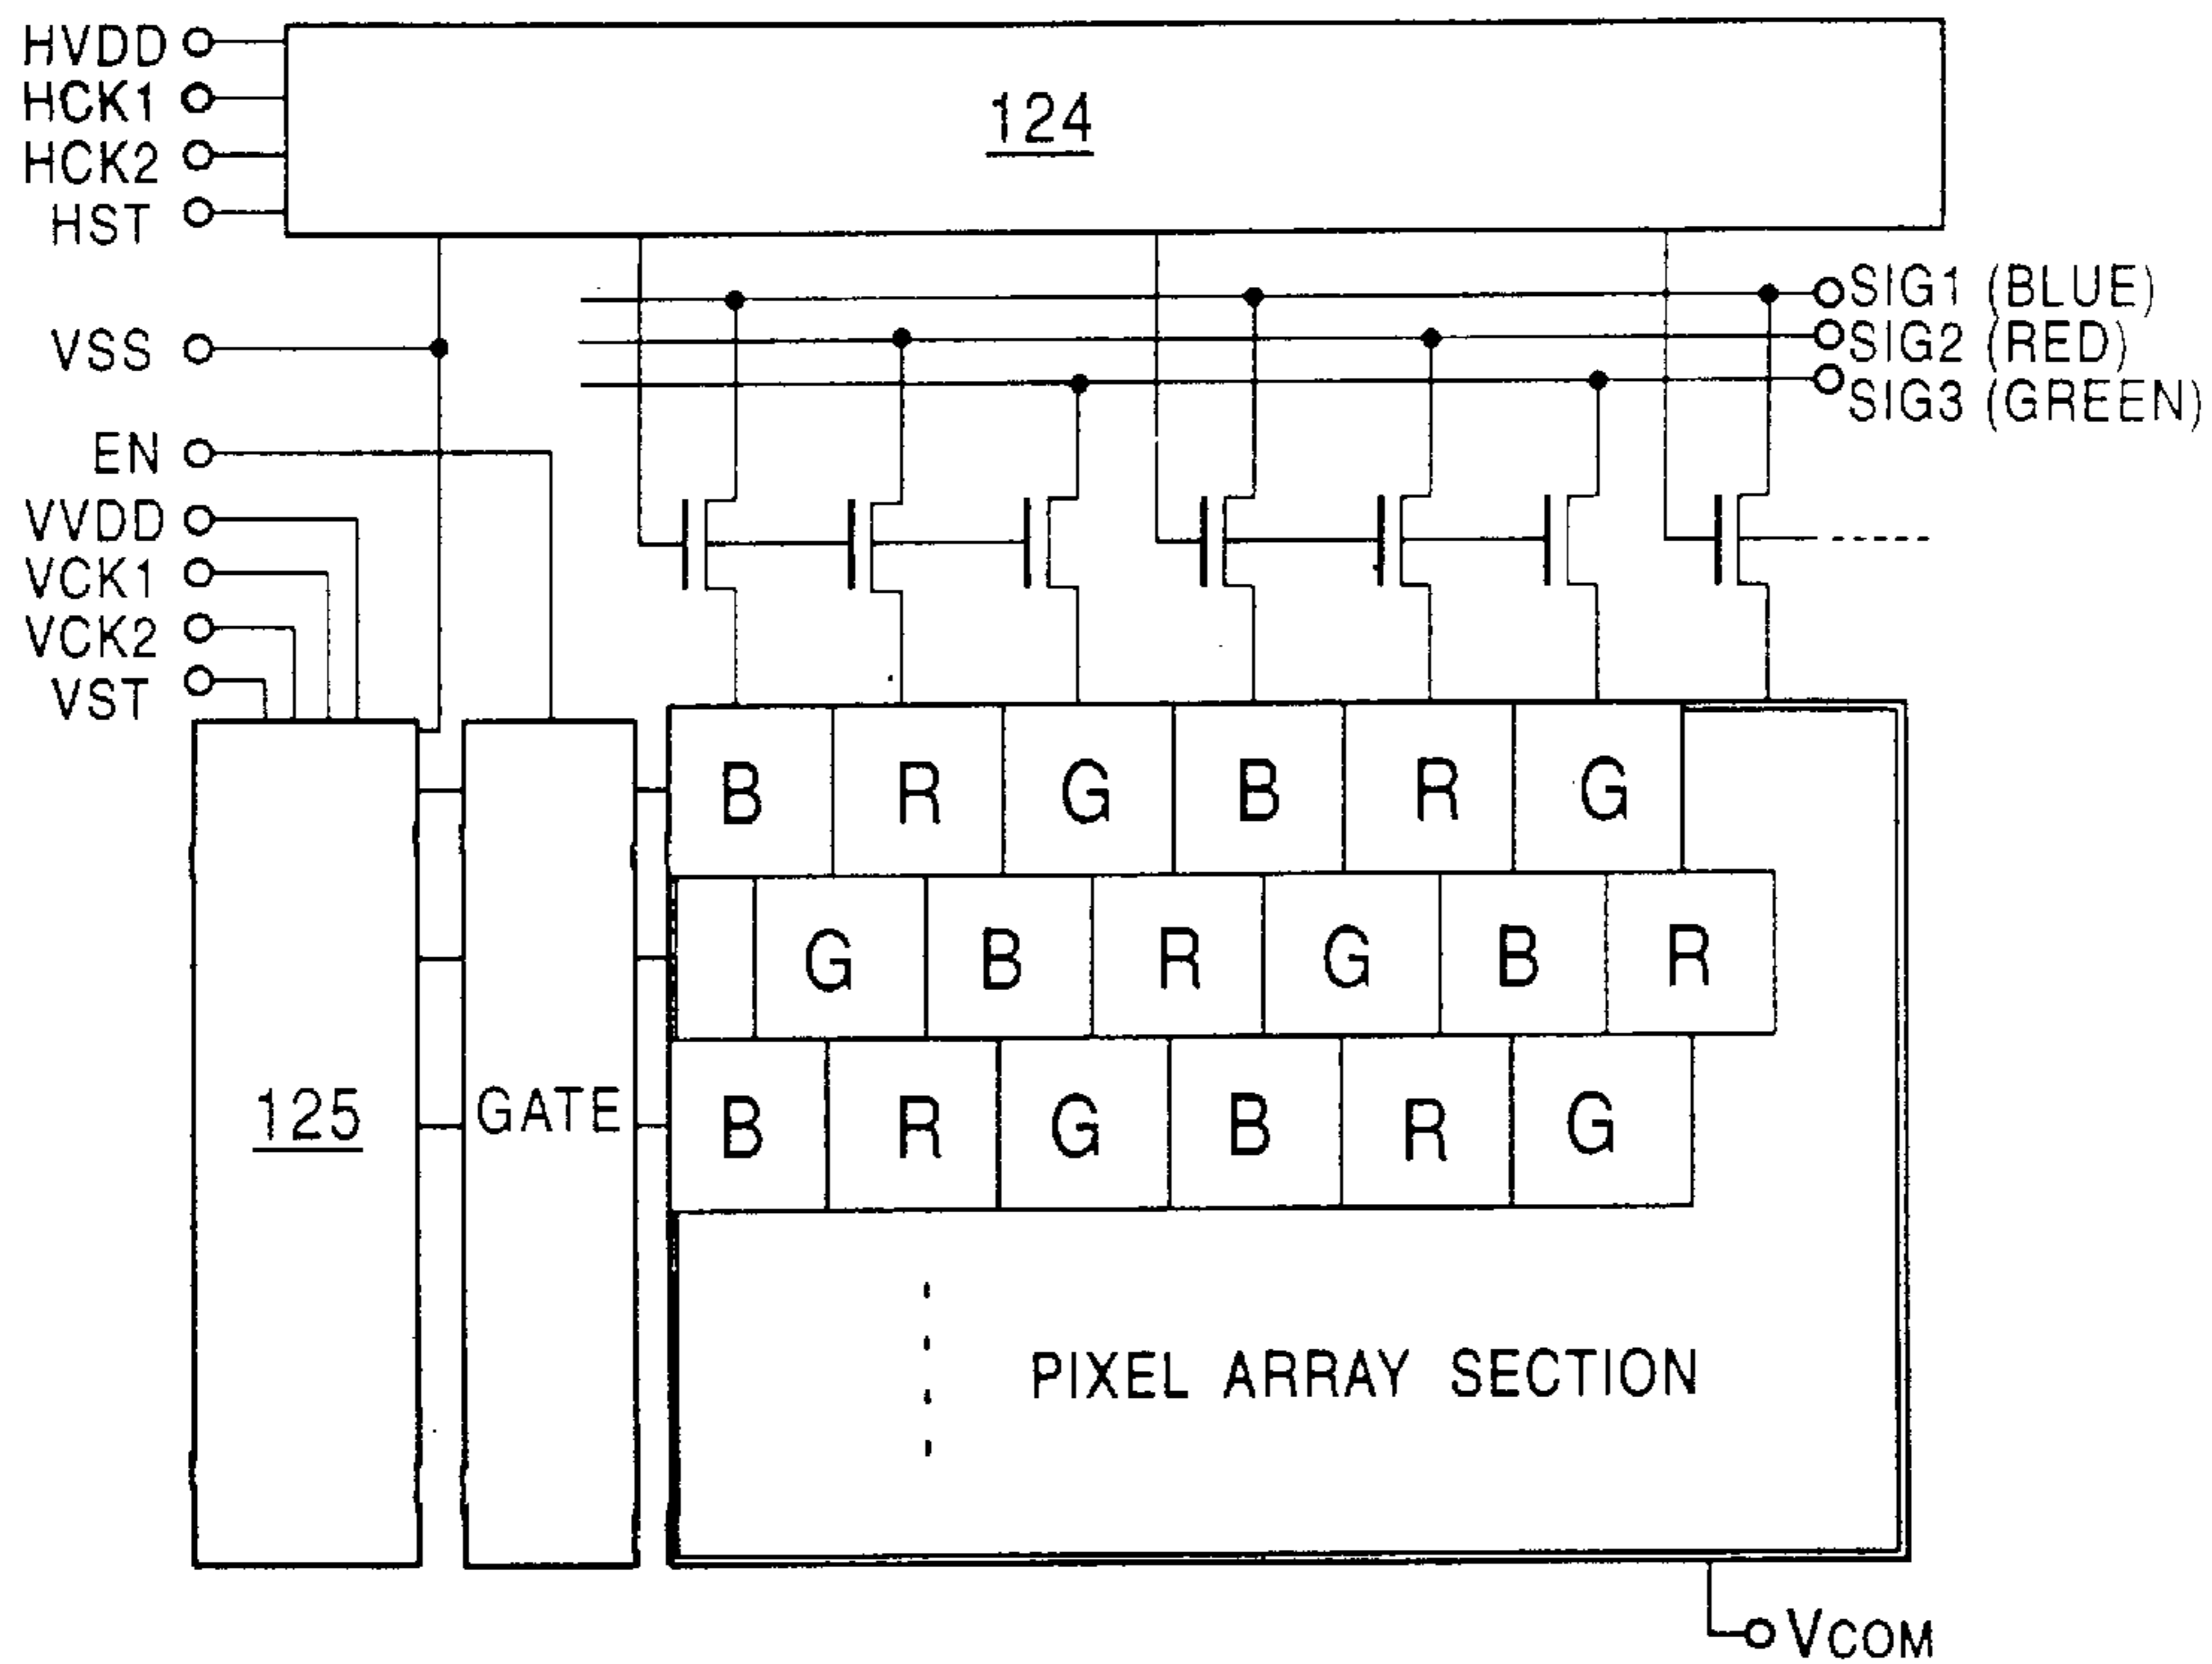 HVDD
HCK1
HCK2
HST
124
VSS
EN
VVDD
VCK1
VCK2
VST
SIG1 (BLUE)
SIG2 (RED)
SIG3 (GREEN)
B R G B R G
G B R G B R
B R G B R G
125
GATE
PIXEL ARRAY SECTION
VCOM